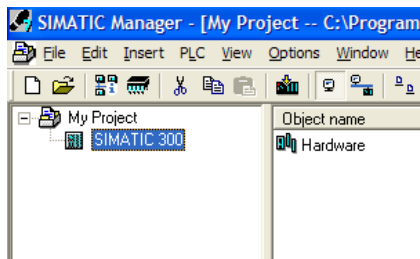 SIMATIC Manager - [My Project -- C:\Program
File Edit Insert PLC View Options Window He
My Project
SIMATIC 300
Object name
Hardware